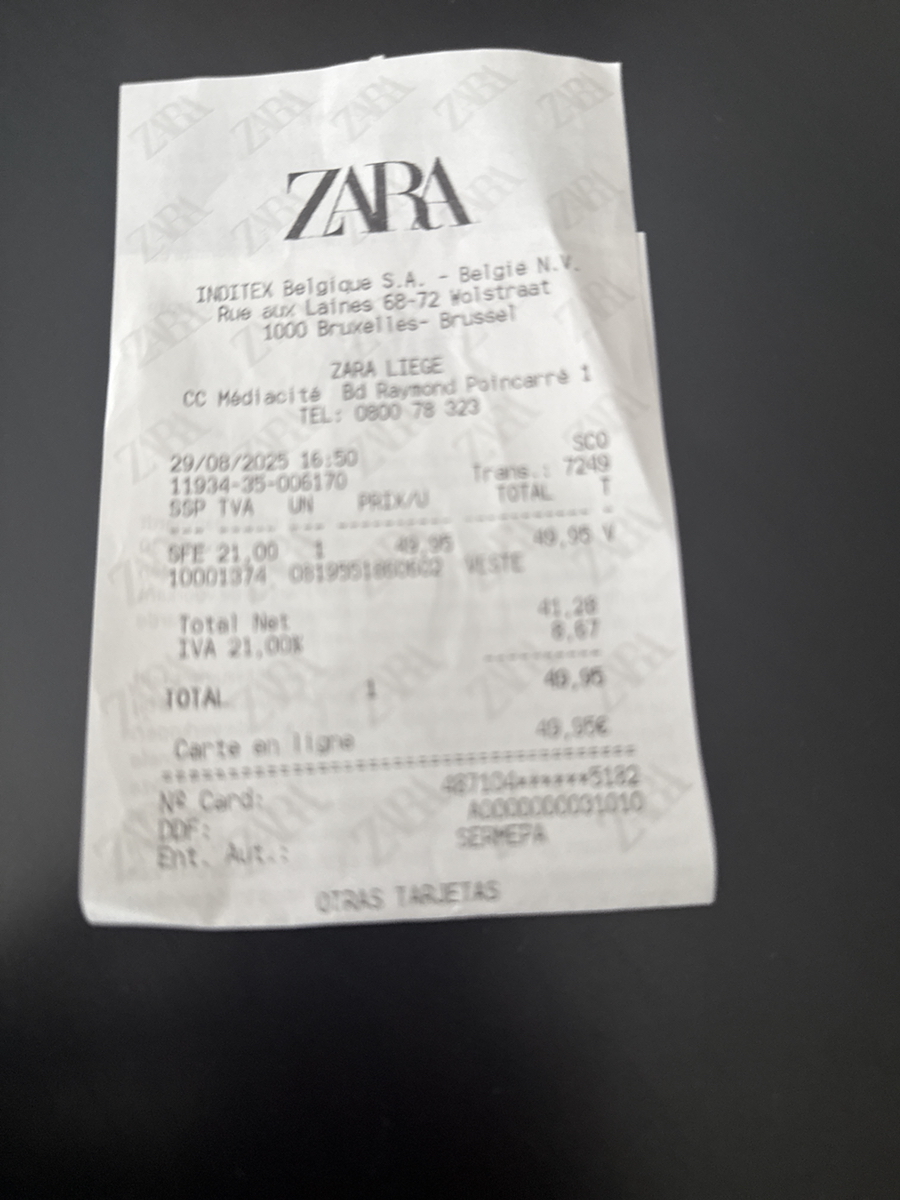 ZARA
INDITEX Belgique S.A. - België N.V.
Rue aux Laines 68-72 Wolstraat
1000 Bruxelles- Brussel
ZARA LIEGE
CC Médiacité Bd Raymond Poincarrè 1
TEL: 0800 78 323
SCO
29/08/2025 16:50 Trans.: 7249
11934-35-006170
SSP TVA UN PRIX/U TOTAL T
SFE 21,00 1 49,95 49,95 V
10001374 VESTE
Total Net 41,28
IVA 21,00% 8,67
TOTAL 1 49,95
Carte en ligne 49,95€
Nº Card: 487104******5182
DDF: A0000000031010
Ent. Aut.: SERMEPA
OTRAS TARJETAS